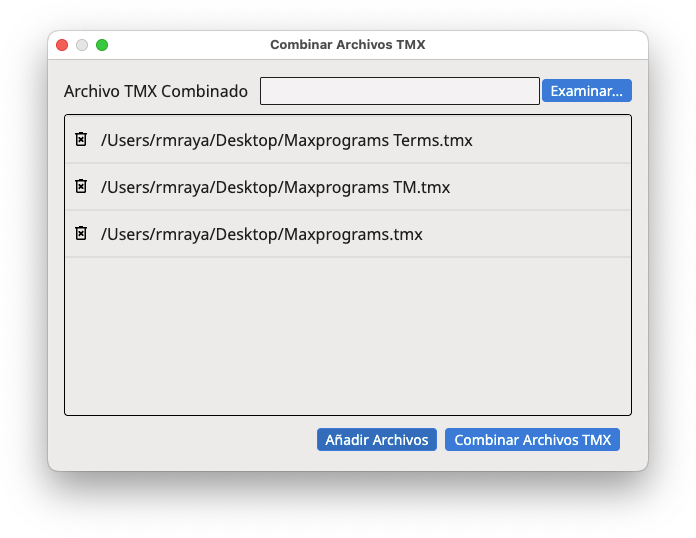 Combinar Archivos TMX
Archivo TMX Combinado Examinar...
/Users/rmraya/Desktop/Maxprograms Terms.tmx
/Users/rmraya/Desktop/Maxprograms TM.tmx
/Users/rmraya/Desktop/Maxprograms.tmx
Añadir Archivos Combinar Archivos TMX